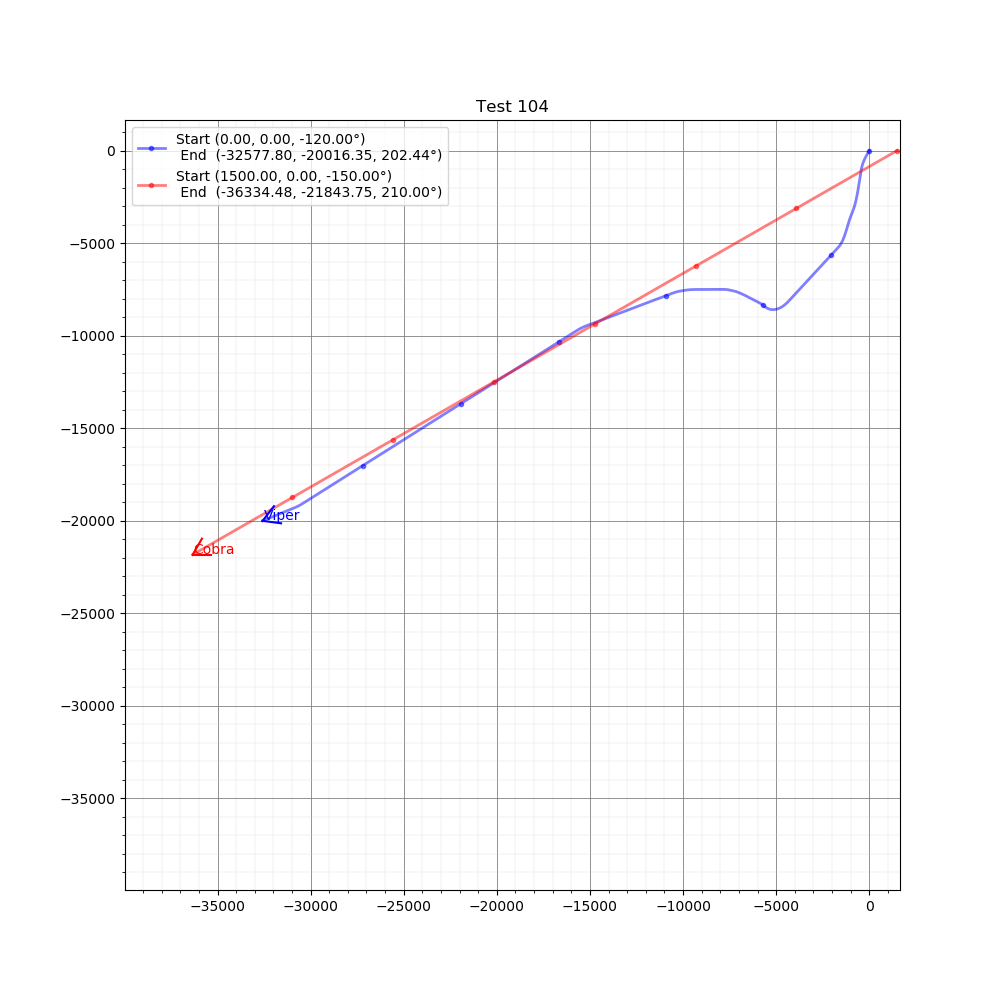 Test 104
Start (0.00, 0.00, -120.00°)
End (-32577.80, -20016.35, 202.44°)
Start (1500.00, 0.00, -150.00°)
End (-36334.48, -21843.75, 210.00°)
0
−5000
−10000
−15000
−20000
−25000
−30000
−35000
Viper
Cobra
−35000 −30000 −25000 −20000 −15000 −10000 −5000 0